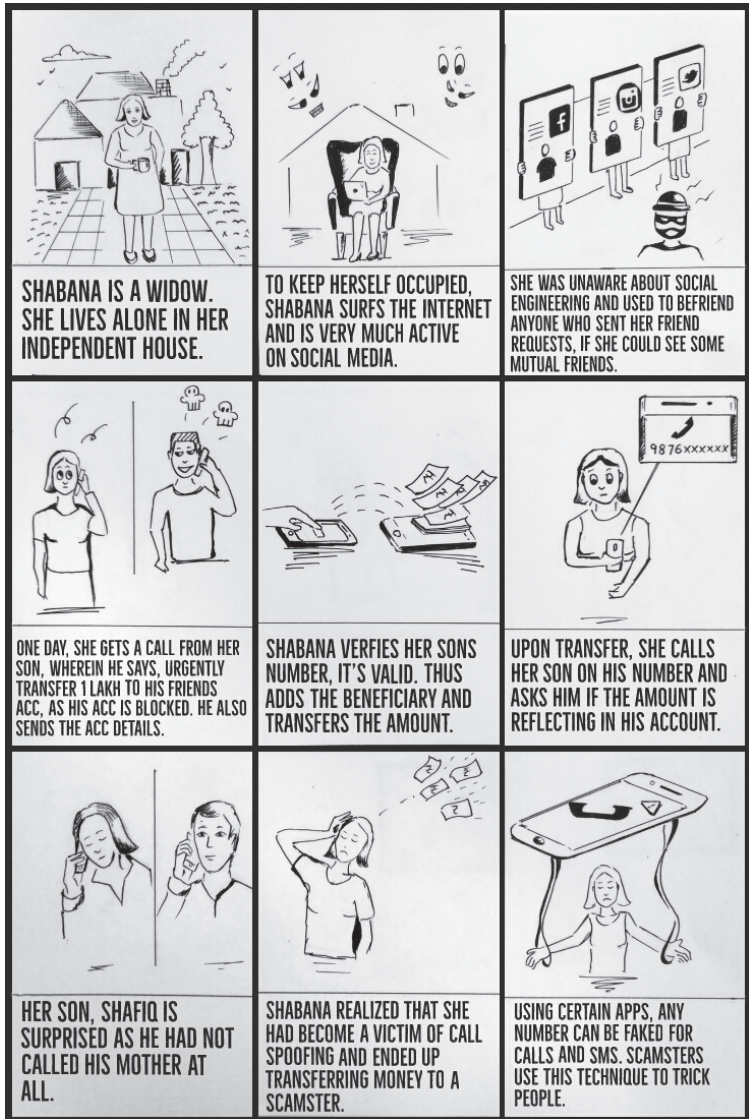 SHABANA IS A WIDOW.
SHE LIVES ALONE IN HER
INDEPENDENT HOUSE.
TO KEEP HERSELF OCCUPIED,
SHABANA SURFS THE INTERNET
AND IS VERY MUCH ACTIVE
ON SOCIAL MEDIA.
SHE WAS UNAWARE ABOUT SOCIAL
ENGINEERING AND USED TO BEFRIEND
ANYONE WHO SENT HER FRIEND
REQUESTS, IF SHE COULD SEE SOME
MUTUAL FRIENDS.
ONE DAY, SHE GETS A CALL FROM HER
SON, WHEREIN HE SAYS, URGENTLY
TRANSFER 1 LAKH TO HIS FRIENDS
ACC, AS HIS ACC IS BLOCKED. HE ALSO
SENDS THE ACC DETAILS.
SHABANA VERFIES HER SONS
NUMBER, IT'S VALID. THUS
ADDS THE BENEFICIARY AND
TRANSFERS THE AMOUNT.
9876xxxxxx
UPON TRANSFER, SHE CALLS
HER SON ON HIS NUMBER AND
ASKS HIM IF THE AMOUNT IS
REFLECTING IN HIS ACCOUNT.
HER SON, SHAFIQ IS
SURPRISED AS HE HAD NOT
CALLED HIS MOTHER AT
ALL.
SHABANA REALIZED THAT SHE
HAD BECOME A VICTIM OF CALL
SPOOFING AND ENDED UP
TRANSFERRING MONEY TO A
SCAMSTER.
USING CERTAIN APPS, ANY
NUMBER CAN BE FAKED FOR
CALLS AND SMS. SCAMSTERS
USE THIS TECHNIQUE TO TRICK
PEOPLE.